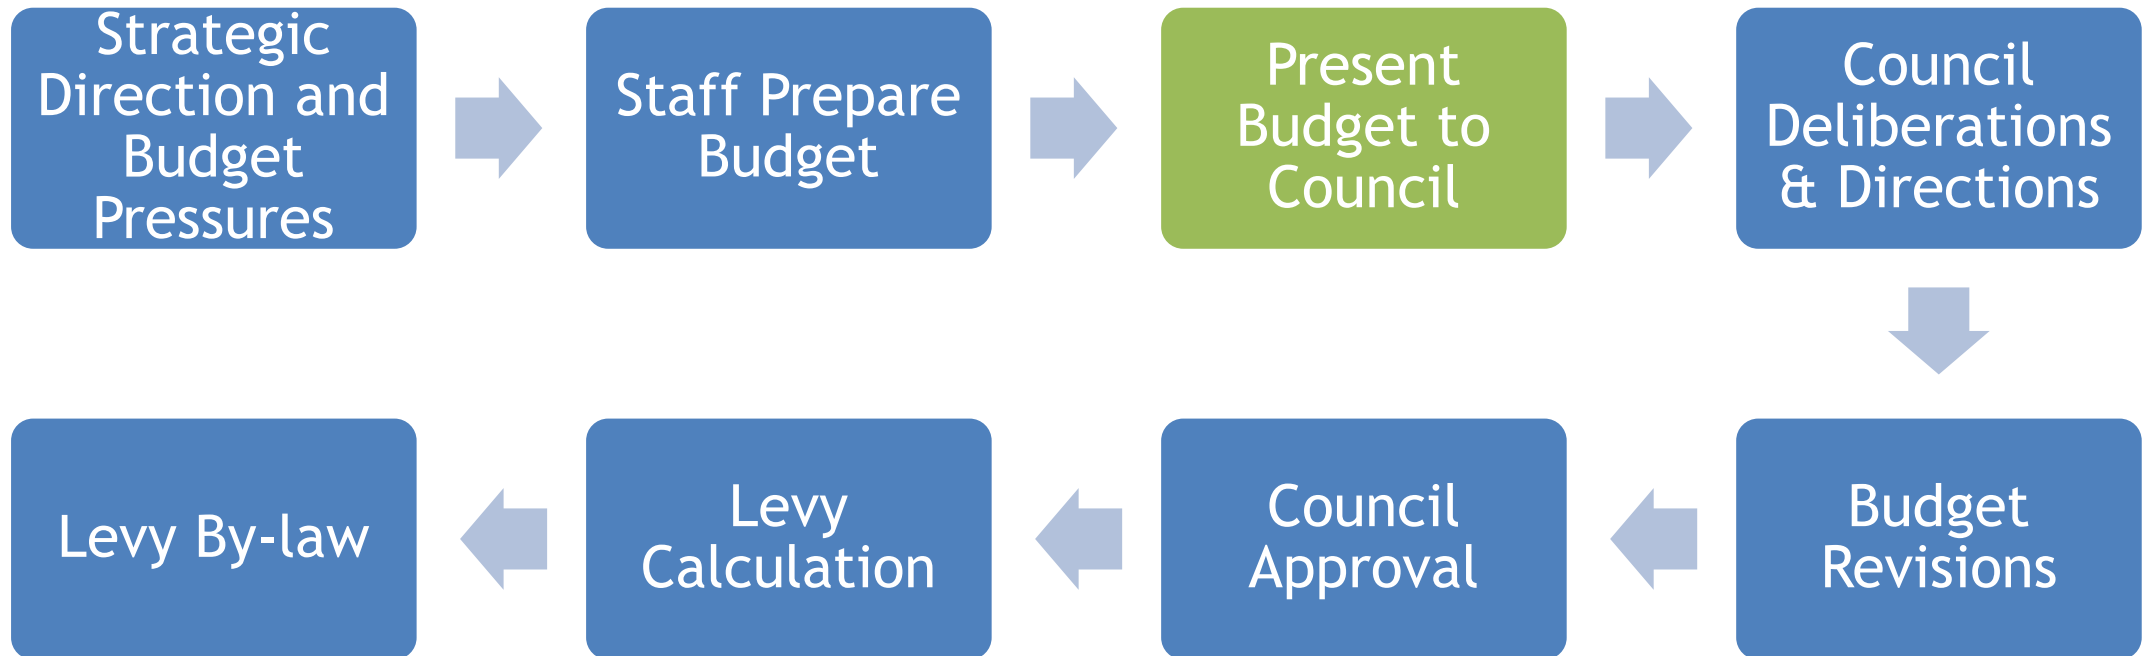 Strategic
Direction and
Budget
Pressures
Staff Prepare
Budget
Present
Budget to
Council
Council
Deliberations
& Directions
Budget
Revisions
Council
Approval
Levy
Calculation
Levy By-law